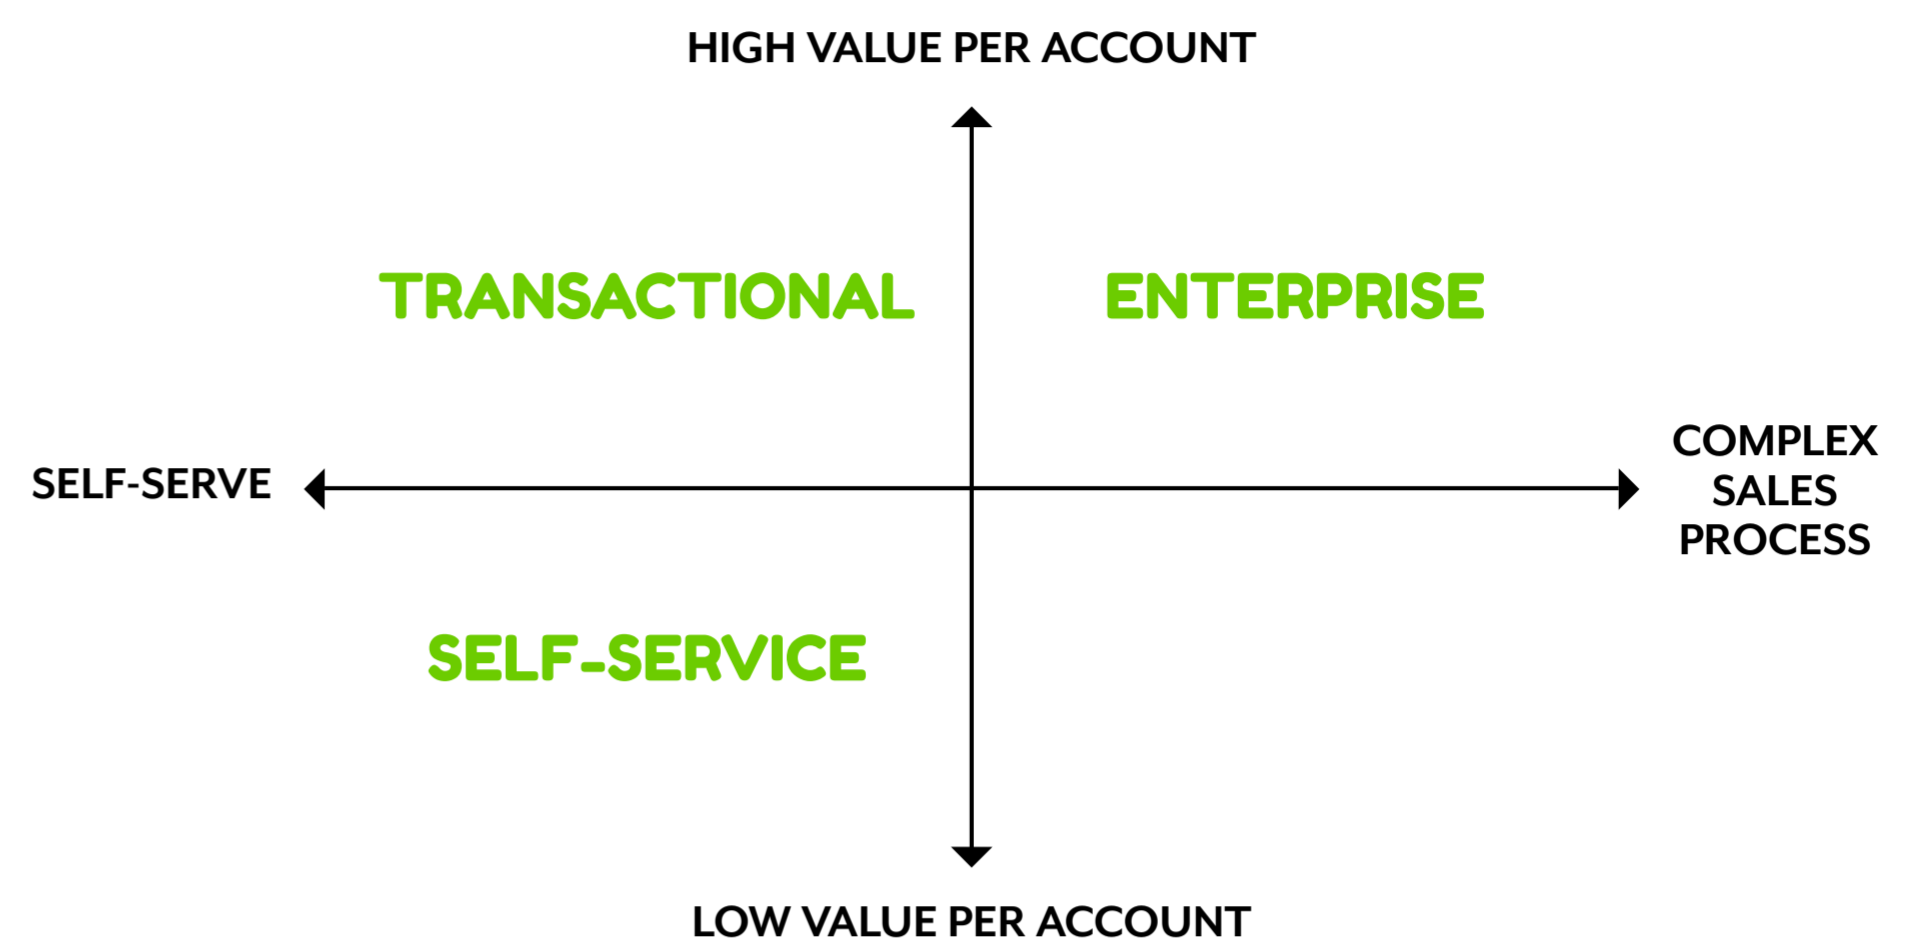 HIGH VALUE PER ACCOUNT
TRANSACTIONAL
ENTERPRISE
SELF-SERVE
COMPLEX
SALES
PROCESS
SELF-SERVICE
LOW VALUE PER ACCOUNT